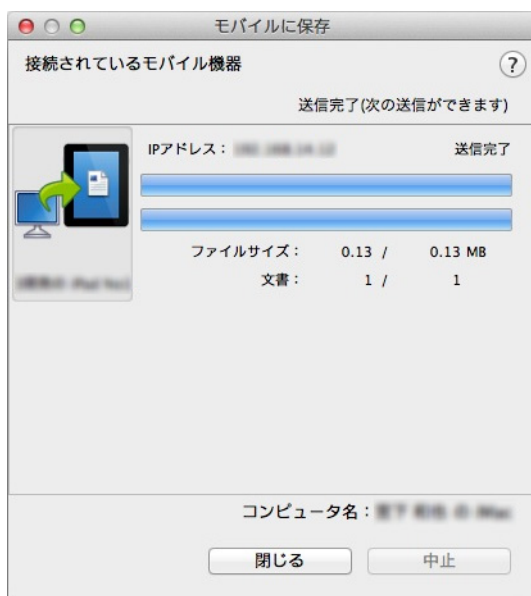 モバイルに保存
接続されているモバイル機器
?
送信完了(次の送信ができます)
IPアドレス： 送信完了
ファイルサイズ： 0.13 / 0.13 MB
文書： 1 / 1
コンピュータ名：
閉じる 中止